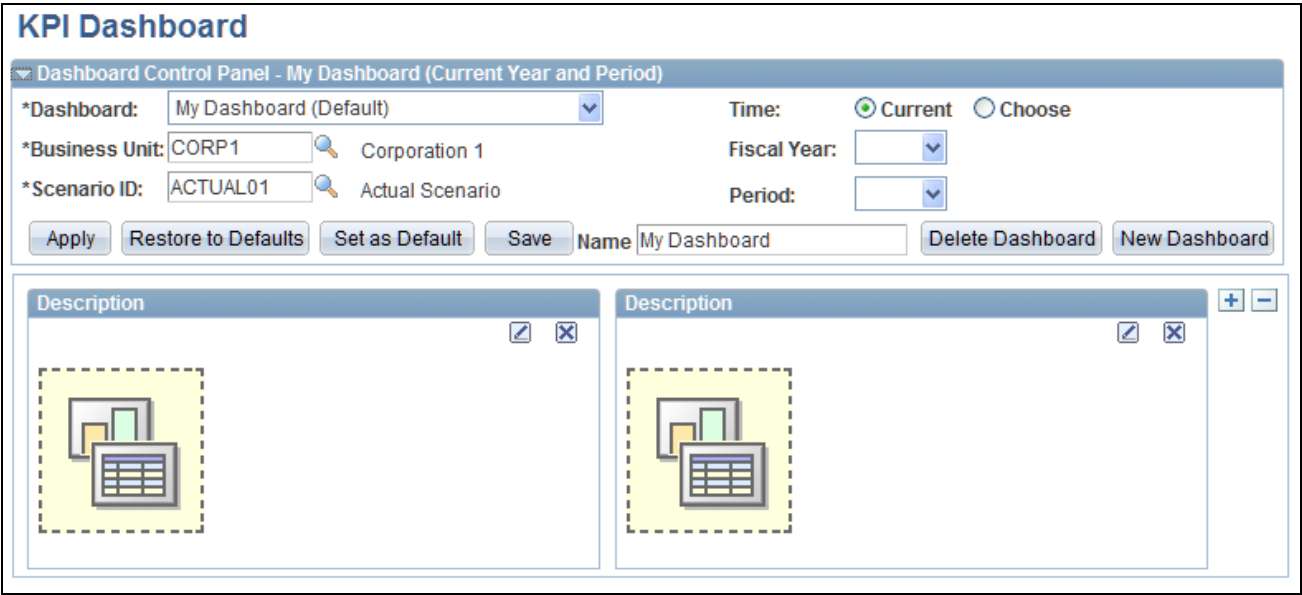 KPI Dashboard
Dashboard Control Panel - My Dashboard (Current Year and Period)
*Dashboard: My Dashboard (Default) Time: Current Choose
*Business Unit: CORP1 Corporation 1 Fiscal Year:
*Scenario ID: ACTUAL01 Actual Scenario Period:
Apply Restore to Defaults Set as Default Save Name My Dashboard Delete Dashboard New Dashboard
Description Description